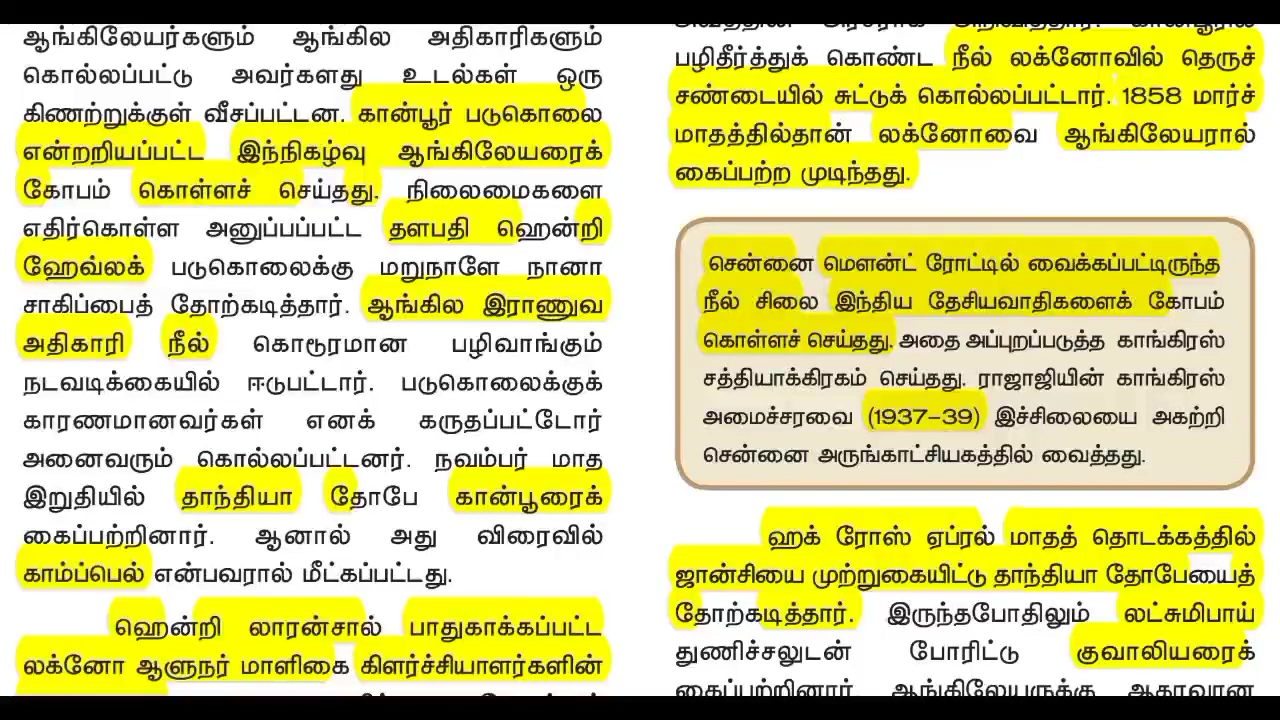 ஆங்கிலேயர்களும் ஆங்கில அதிகாரிகளும்
கொல்லப்பட்டு அவர்களது உடல்கள் ஒரு
கிணற்றுக்குள் வீசப்பட்டன. கான்பூர் படுகொலை
என்றறியப்பட்ட இந்நிகழ்வு ஆங்கிலேயரைக்
கோபம் கொள்ளச் செய்தது. நிலைமைகளை
எதிர்கொள்ள அனுப்பப்பட்ட தளபதி ஹென்றி
ஹேவ்லக் படுகொலைக்கு மறுநாளே நானா
சாகிப்பைத் தோற்கடித்தார். ஆங்கில இராணுவ
அதிகாரி நீல் கொடூரமான பழிவாங்கும்
நடவடிக்கையில் ஈடுபட்டார். படுகொலைக்குக்
காரணமானவர்கள் எனக் கருதப்பட்டோர்
அனைவரும் கொல்லப்பட்டனர். நவம்பர் மாத
இறுதியில் தாந்தியா தோபே கான்பூரைக்
கைப்பற்றினார். ஆனால் அது விரைவில்
காம்ப்பெல் என்பவரால் மீட்கப்பட்டது.
ஹென்றி லாரன்சால் பாதுகாக்கப்பட்ட
லக்னோ ஆளுநர் மாளிகை கிளர்ச்சியாளர்களின்
பழிதீர்த்துக் கொண்ட நீல் லக்னோவில் தெருச்
சண்டையில் சுட்டுக் கொல்லப்பட்டார். 1858 மார்ச்
மாதத்தில்தான் லக்னோவை ஆங்கிலேயரால்
கைப்பற்ற முடிந்தது.
சென்னை மௌண்ட் ரோட்டில் வைக்கப்பட்டிருந்த
நீல் சிலை இந்திய தேசியவாதிகளைக் கோபம்
கொள்ளச் செய்தது. அதை அப்புறப்படுத்த காங்கிரஸ்
சத்தியாக்கிரகம் செய்தது. ராஜாஜியின் காங்கிரஸ்
அமைச்சரவை (1937–39) இச்சிலையை அகற்றி
சென்னை அருங்காட்சியகத்தில் வைத்தது.
ஹக் ரோஸ் ஏப்ரல் மாதத் தொடக்கத்தில்
ஜான்சியை முற்றுகையிட்டு தாந்தியா தோபேயைத்
தோற்கடித்தார். இருந்தபோதிலும் லட்சுமிபாய்
துணிச்சலுடன் போரிட்டு குவாலியரைக்
கைப்பற்றினார். ஆங்கிலேயருக்கு ஆதரவான